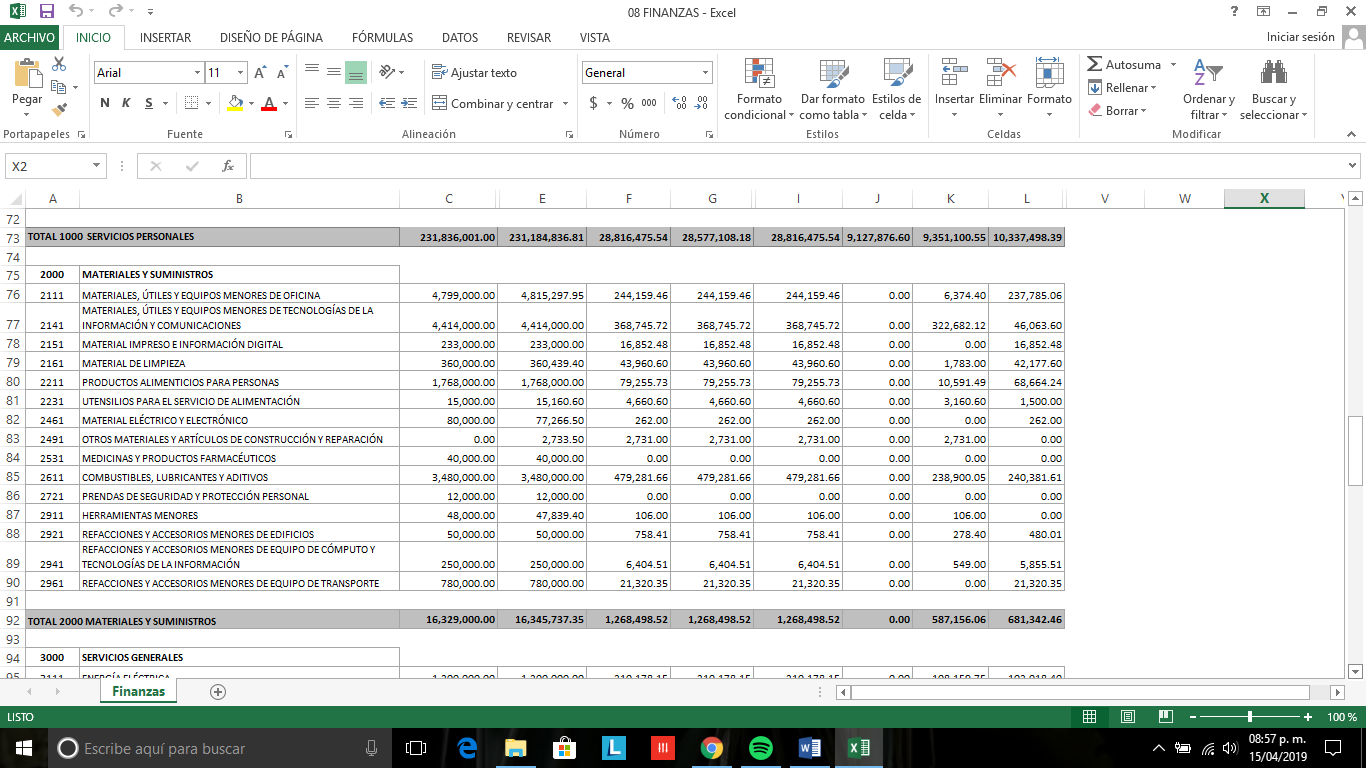 08 FINANZAS - Excel
?
ARCHIVO INICIO INSERTAR DISEÑO DE PÁGINA FÓRMULAS DATOS REVISAR VISTA Iniciar sesión
Arial 11 Ajustar texto General Autosuma
Pegar N K S Combinar y centrar $ % 000 Formato condicional Dar formato como tabla Estilos de celda Insertar Eliminar Formato Rellenar Borrar Ordenar y filtrar Buscar y seleccionar
Portapapeles Fuente Alineación Número Estilos Celdas Modificar
X2 fx
A B C E F G I J K L V W X
72
73 TOTAL 1000 SERVICIOS PERSONALES 231,836,001.00 231,184,836.81 28,816,475.54 28,577,108.18 28,816,475.54 9,127,876.60 9,351,100.55 10,337,498.39
74
75 2000 MATERIALES Y SUMINISTROS
76 2111 MATERIALES, ÚTILES Y EQUIPOS MENORES DE OFICINA 4,799,000.00 4,815,297.95 244,159.46 244,159.46 244,159.46 0.00 6,374.40 237,785.06
MATERIALES, ÚTILES Y EQUIPOS MENORES DE TECNOLOGÍAS DE LA
77 2141 INFORMACIÓN Y COMUNICACIONES 4,414,000.00 4,414,000.00 368,745.72 368,745.72 368,745.72 0.00 322,682.12 46,063.60
78 2151 MATERIAL IMPRESO E INFORMACIÓN DIGITAL 233,000.00 233,000.00 16,852.48 16,852.48 16,852.48 0.00 0.00 16,852.48
79 2161 MATERIAL DE LIMPIEZA 360,000.00 360,439.40 43,960.60 43,960.60 43,960.60 0.00 1,783.00 42,177.60
80 2211 PRODUCTOS ALIMENTICIOS PARA PERSONAS 1,768,000.00 1,768,000.00 79,255.73 79,255.73 79,255.73 0.00 10,591.49 68,664.24
81 2231 UTENSILIOS PARA EL SERVICIO DE ALIMENTACIÓN 15,000.00 15,160.60 4,660.60 4,660.60 4,660.60 0.00 3,160.60 1,500.00
82 2461 MATERIAL ELÉCTRICO Y ELECTRÓNICO 80,000.00 77,266.50 262.00 262.00 262.00 0.00 0.00 262.00
83 2491 OTROS MATERIALES Y ARTÍCULOS DE CONSTRUCCIÓN Y REPARACIÓN 0.00 2,733.50 2,731.00 2,731.00 2,731.00 0.00 2,731.00 0.00
84 2531 MEDICINAS Y PRODUCTOS FARMACÉUTICOS 40,000.00 40,000.00 0.00 0.00 0.00 0.00 0.00 0.00
85 2611 COMBUSTIBLES, LUBRICANTES Y ADITIVOS 3,480,000.00 3,480,000.00 479,281.66 479,281.66 479,281.66 0.00 238,900.05 240,381.61
86 2721 PRENDAS DE SEGURIDAD Y PROTECCIÓN PERSONAL 12,000.00 12,000.00 0.00 0.00 0.00 0.00 0.00 0.00
87 2911 HERRAMIENTAS MENORES 48,000.00 47,839.40 106.00 106.00 106.00 0.00 106.00 0.00
88 2921 REFACCIONES Y ACCESORIOS MENORES DE EDIFICIOS 50,000.00 50,000.00 758.41 758.41 758.41 0.00 278.40 480.01
REFACCIONES Y ACCESORIOS MENORES DE EQUIPO DE CÓMPUTO Y
89 2941 TECNOLOGÍAS DE LA INFORMACIÓN 250,000.00 250,000.00 6,404.51 6,404.51 6,404.51 0.00 549.00 5,855.51
90 2961 REFACCIONES Y ACCESORIOS MENORES DE EQUIPO DE TRANSPORTE 780,000.00 780,000.00 21,320.35 21,320.35 21,320.35 0.00 0.00 21,320.35
91
92 TOTAL 2000 MATERIALES Y SUMINISTROS 16,329,000.00 16,345,737.35 1,268,498.52 1,268,498.52 1,268,498.52 0.00 587,156.06 681,342.46
93
94 3000 SERVICIOS GENERALES
95 3111 ENERGÍA ELÉCTRICA
Finanzas
LISTO 100 %
Escribe aquí para buscar 08:57 p. m.
15/04/2019